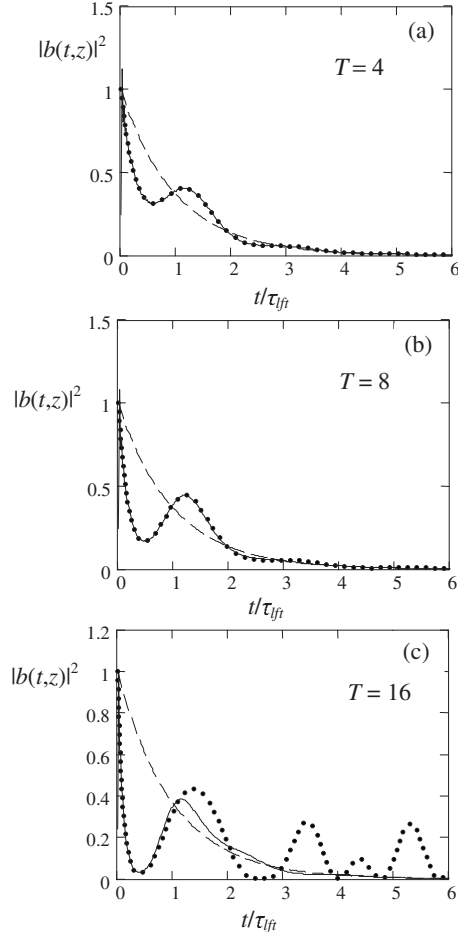 (a)
|b(t,z)|²
T = 4
1.5
1
0.5
0
0 1 2 3 4 5 6
t/τlft
(b)
|b(t,z)|²
T = 8
1.5
1
0.5
0
0 1 2 3 4 5 6
t/τlft
(c)
|b(t,z)|²
T = 16
1.2
1
0.8
0.6
0.4
0.2
0
0 1 2 3 4 5 6
t/τlft